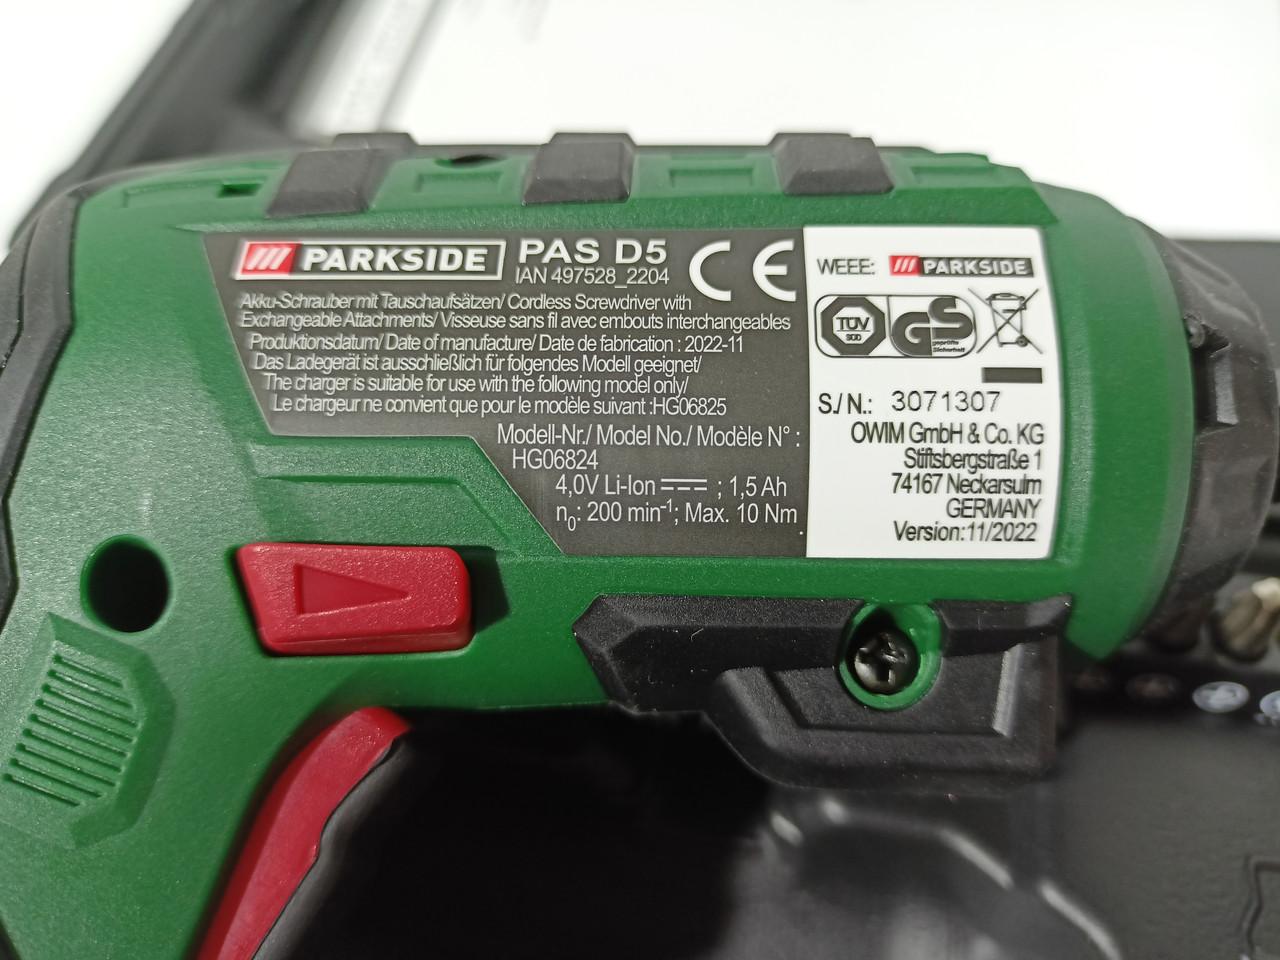 PARKSIDE PAS D5
IAN 497528_2204
CE
Akku-Schrauber mit Tauschaufsätzen/ Cordless Screwdriver with
Exchangeable Attachments/ Visseuse sans fil avec embouts interchangeables
Produktionsdatum/ Date of manufacture/ Date de fabrication : 2022-11
Das Ladegerät ist ausschließlich für folgendes Modell geeignet/
The charger is suitable for use with the following model only/
Le chargeur ne convient que pour le modèle suivant :HG06825
Modell-Nr./ Model No./ Modèle N° :
HG06824
4,0V Li-Ion ⎓ ; 1,5 Ah
n₀: 200 min⁻¹; Max. 10 Nm
WEEE: PARKSIDE
TÜV
SÜD
GS
geprüfte
Sicherheit
S./ N.: 3071307
OWIM GmbH & Co. KG
Stiftsbergstraße 1
74167 Neckarsulm
GERMANY
Version:11/2022